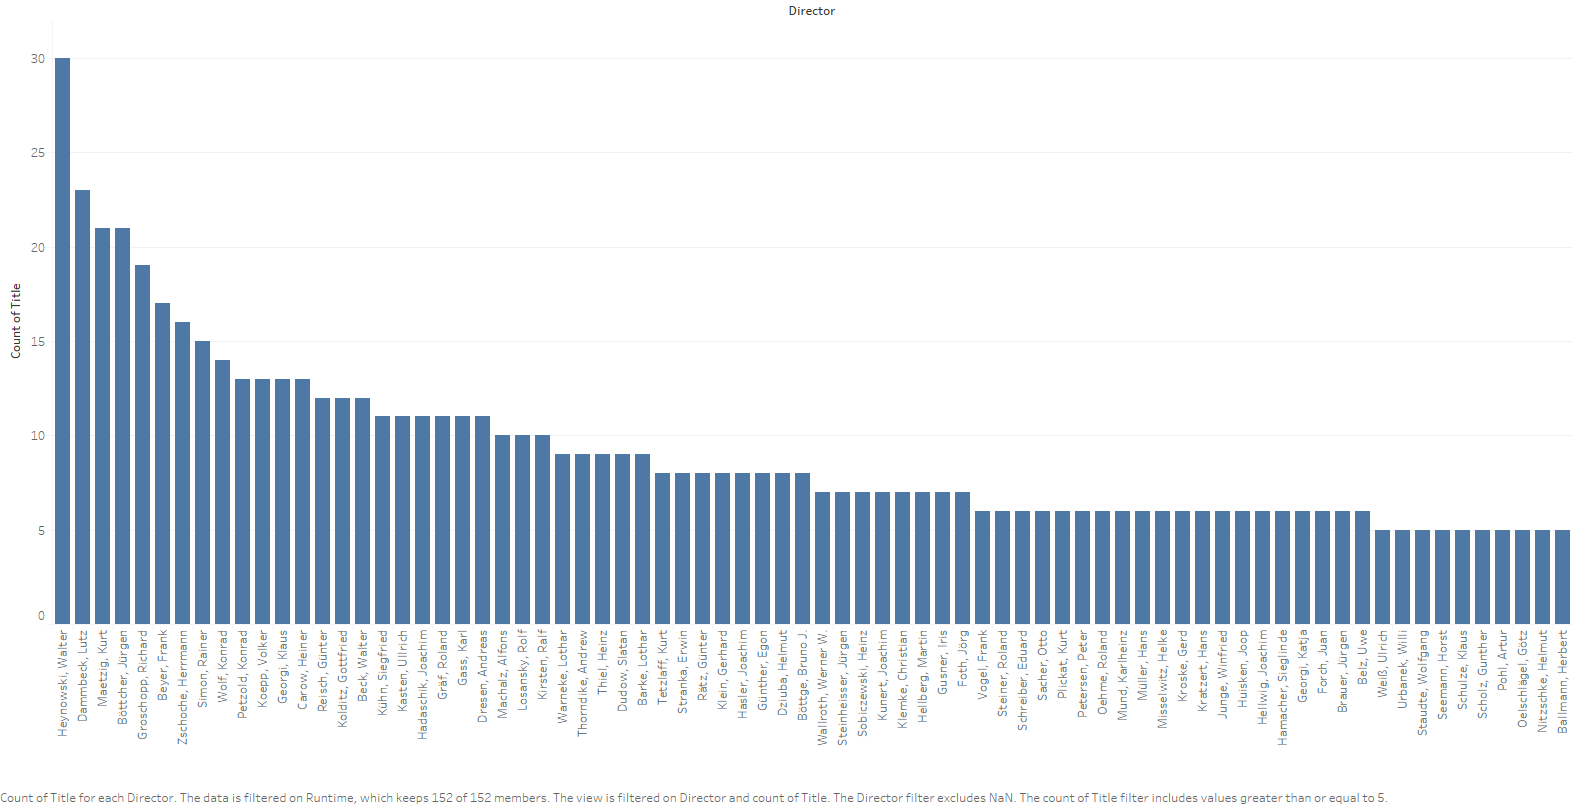 Director
Count of Title
30
25
20
15
10
5
0
Heynowski, Walter
Dammbeck, Lutz
Maetzig, Kurt
Böttcher, Jürgen
Groschopp, Richard
Beyer, Frank
Zschoche, Herrmann
Simon, Rainer
Wolf, Konrad
Petzold, Konrad
Koepp, Volker
Georgi, Klaus
Carow, Heiner
Reisch, Günter
Kolditz, Gottfried
Beck, Walter
Kühn, Siegfried
Kasten, Ullrich
Hadaschik, Joachim
Gräf, Roland
Gass, Karl
Dresen, Andreas
Machalz, Alfons
Losansky, Rolf
Kirsten, Ralf
Warneke, Lothar
Thorndike, Andrew
Thiel, Heinz
Dudow, Slatan
Barke, Lothar
Tetzlaff, Kurt
Stranka, Erwin
Rätz, Günter
Klein, Gerhard
Hasler, Joachim
Günther, Egon
Dziuba, Helmut
Böttge, Bruno J.
Wallroth, Werner W.
Steinheisser, Jürgen
Sobiczewski, Heinz
Kunert, Joachim
Klemke, Christian
Hellberg, Martin
Gusner, Iris
Foth, Jörg
Vogel, Frank
Steiner, Roland
Schreiber, Eduard
Sacher, Otto
Plickat, Kurt
Petersen, Peter
Oehme, Roland
Mund, Karlheinz
Müller, Hans
Misselwitz, Helke
Kroske, Gerd
Kratzert, Hans
Junge, Winfried
Huisken, Joop
Hellwig, Joachim
Hamacher, Sieglinde
Georgi, Katja
Forch, Juan
Brauer, Jürgen
Belz, Uwe
Weiß, Ulrich
Urbanek, Willi
Staudte, Wolfgang
Seemann, Horst
Schulze, Klaus
Scholz, Gunther
Pohl, Artur
Oelschlägel, Götz
Nitzschke, Helmut
Ballmann, Herbert
Count of Title for each Director. The data is filtered on Runtime, which keeps 152 of 152 members. The view is filtered on Director and count of Title. The Director filter excludes NaN. The count of Title filter includes values greater than or equal to 5.